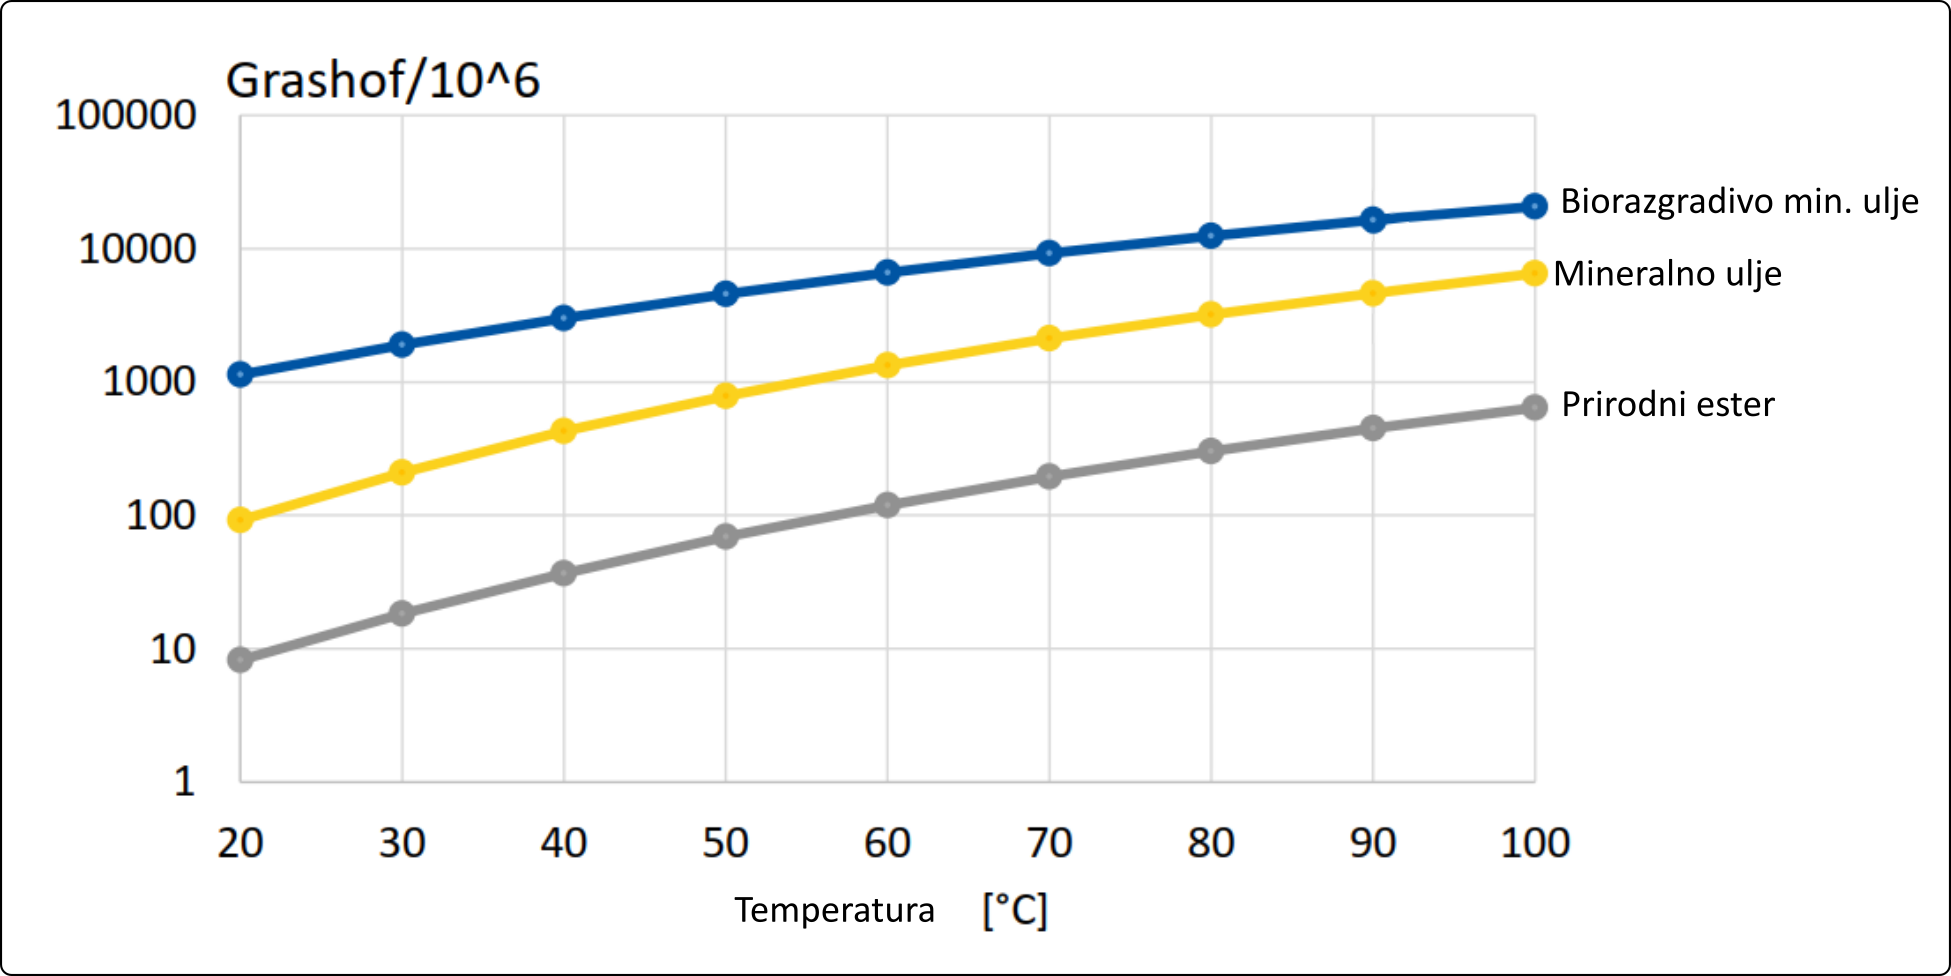 Grashof/10^6
100000
10000
1000
100
10
1
Biorazgradivo min. ulje
Mineralno ulje
Prirodni ester
20 30 40 50 60 70 80 90 100
Temperatura [°C]